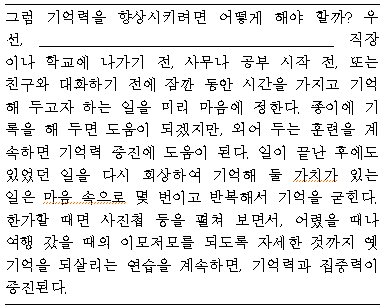 그럼 기억력을 향상시키려면 어떻게 해야 할까? 우
선, ______________________________ 직장
이나 학교에 나가기 전, 사무나 공부 시작 전, 또는
친구와 대화하기 전에 잠깐 동안 시간을 가지고 기억
해 두고자 하는 일을 미리 마음에 정한다. 종이에 기
록을 해 두면 도움이 되겠지만, 외어 두는 훈련을 계
속하면 기억력 증진에 도움이 된다. 일이 끝난 후에도
있었던 일을 다시 회상하여 기억해 둘 가치가 있는
일은 마음 속으로 몇 번이고 반복해서 기억을 굳힌다.
한가할 때면 사진첩 등을 펼쳐 보면서, 어렸을 때나
여행 갔을 때의 이모저모를 되도록 자세한 것까지 옛
기억을 되살리는 연습을 계속하면, 기억력과 집중력이
증진된다.